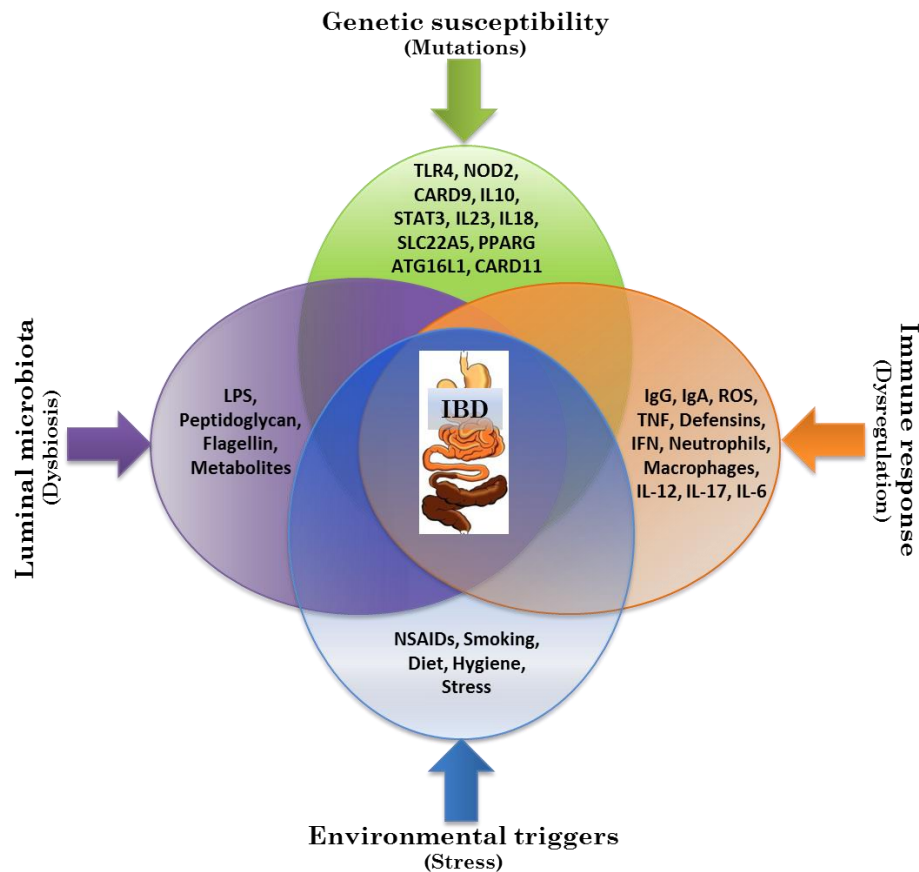 Genetic susceptibility
(Mutations)
TLR4, NOD2,
CARD9, IL10,
STAT3, IL23, IL18,
SLC22A5, PPARG
ATG16L1, CARD11
Luminal microbiota
(Dysbiosis)
LPS,
Peptidoglycan,
Flagellin,
Metabolites
IBD
IgG, IgA, ROS,
TNF, Defensins,
IFN, Neutrophils,
Macrophages,
IL-12, IL-17, IL-6
Immune response
(Dysregulation)
NSAIDs, Smoking,
Diet, Hygiene,
Stress
Environmental triggers
(Stress)